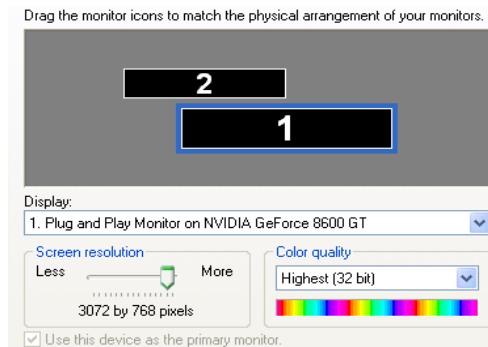 Drag the monitor icons to match the physical arrangement of your monitors.
2
1
Display:
1. Plug and Play Monitor on NVIDIA GeForce 8600 GT
Screen resolution
Less More
3072 by 768 pixels
Color quality
Highest (32 bit)
Use this device as the primary monitor.